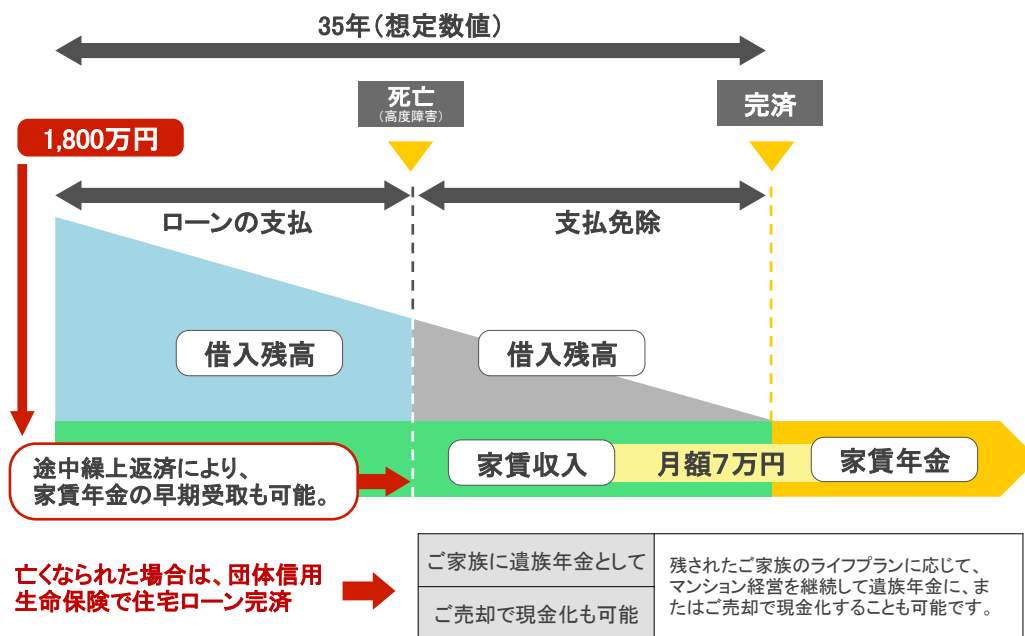 35年(想定数値)
死亡
(高度障害)
完済
1,800万円
ローンの支払
支払免除
借入残高
借入残高
途中繰上返済により、
家賃年金の早期受取も可能。
家賃収入
月額7万円
家賃年金
亡くなられた場合は、団体信用
生命保険で住宅ローン完済
ご家族に遺族年金として
ご売却で現金化も可能
残されたご家族のライフプランに応じて、
マンション経営を継続して遺族年金に、ま
たはご売却で現金化することも可能です。